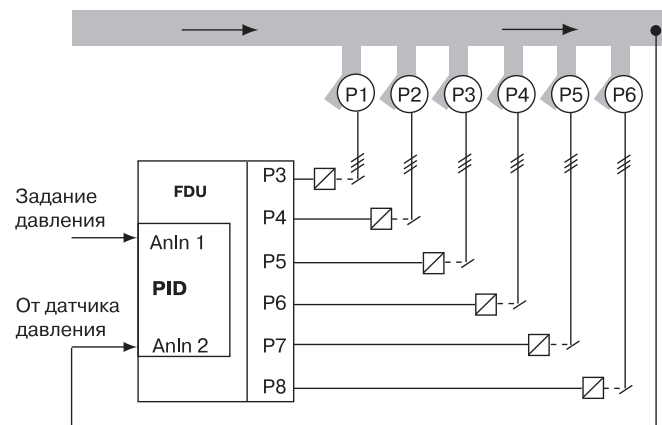 P1 P2 P3 P4 P5 P6
FDU
P3
Задание
давления
AnIn 1
P4
PID
P5
От датчика
давления
P6
AnIn 2
P7
P8